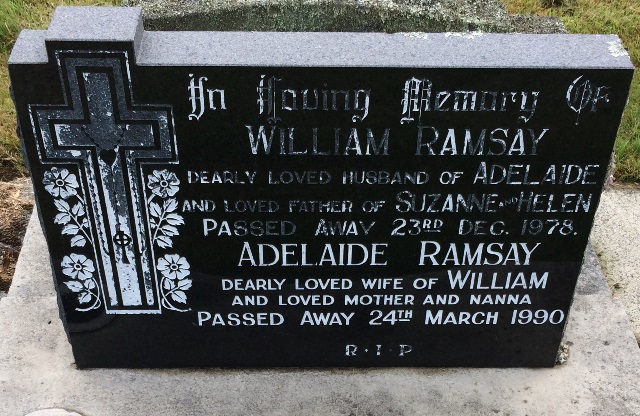 In Loving Memory Of
WILLIAM RAMSAY
DEARLY LOVED HUSBAND OF ADELAIDE
AND LOVED FATHER OF SUZANNE AND HELEN
PASSED AWAY 23RD DEC. 1978.
ADELAIDE RAMSAY
DEARLY LOVED WIFE OF WILLIAM
AND LOVED MOTHER AND NANNA
PASSED AWAY 24TH MARCH 1990
R·I·P